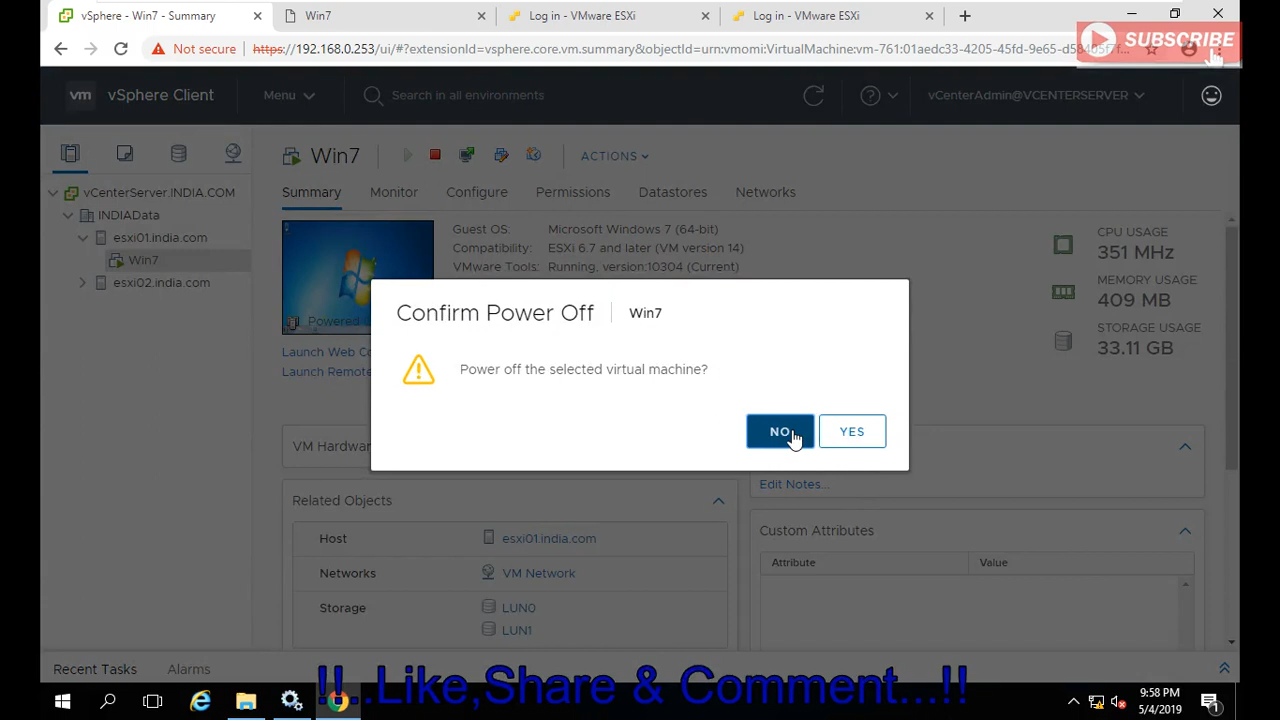 vSphere - Win7 - Summary
Win7
Log in - VMware ESXi
Log in - VMware ESXi
Not secure
https://192.168.0.253/ui/#?extensionId=vsphere.core.vm.summary&objectId=urn:vmomi:VirtualMachine:vm-761:01aedc33-4205-45fd-9e65-d58
SUBSCRIBE
vm vSphere Client
Menu
Search in all environments
vCenterAdmin@VCENTERSERVER
Win7
ACTIONS
Summary
Monitor
Configure
Permissions
Datastores
Networks
vCenterServer.INDIA.COM
INDIAData
esxi01.india.com
Win7
esxi02.india.com
Guest OS: Microsoft Windows 7 (64-bit)
Compatibility: ESXi 6.7 and later (VM version 14)
VMware Tools: Running, version:10304 (Current)
Powered
Launch Web C
Launch Remot
CPU USAGE
351 MHz
MEMORY USAGE
409 MB
STORAGE USAGE
33.11 GB
Confirm Power Off
Win7
Power off the selected virtual machine?
NO
YES
VM Hardwar
Edit Notes...
Related Objects
Host esxi01.india.com
Networks VM Network
Storage LUN0
LUN1
Custom Attributes
Attribute Value
Recent Tasks
Alarms
!!..Like,Share & Comment...!!
9:58 PM
5/4/2019
1